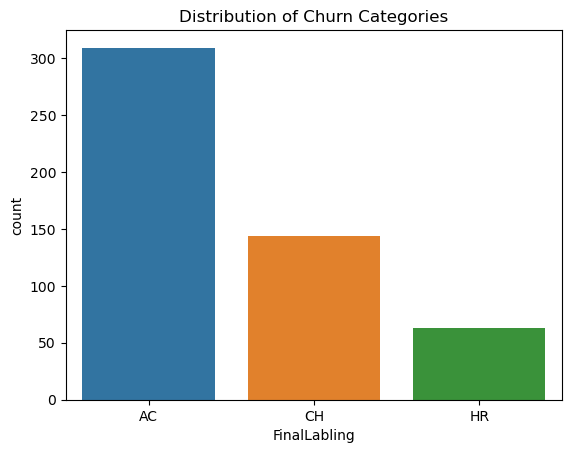 Distribution of Churn Categories
300
250
200
150
100
50
0
count
AC CH HR
FinalLabling